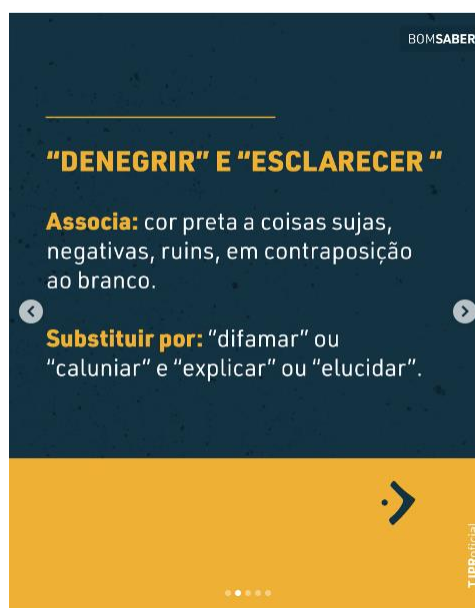 BOMSABER
"DENEGRIR" E "ESCLARECER "
Associa: cor preta a coisas sujas,
negativas, ruins, em contraposição
ao branco.
Substituir por: "difamar" ou
"caluniar" e "explicar" ou "elucidar".
TJPRoficial